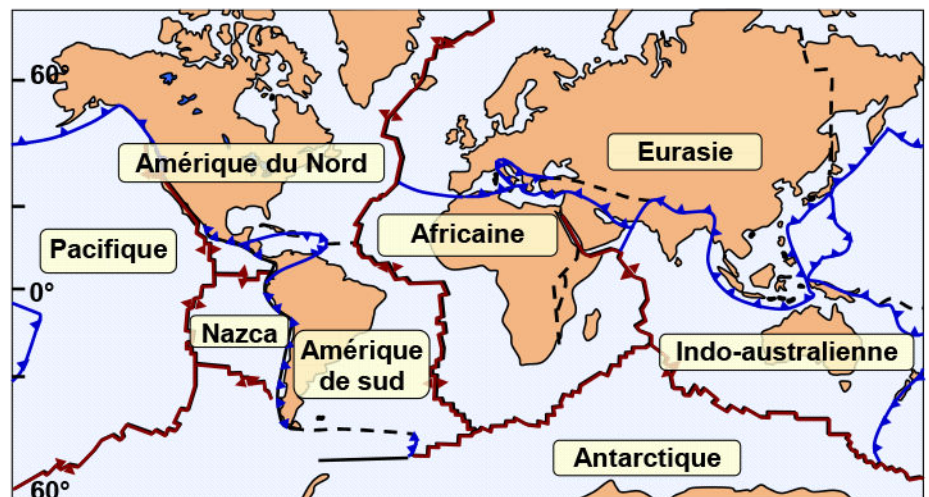 60°
Eurasie
Amérique du Nord
Africaine
Pacifique
0°
Nazca
Amérique
de sud
Indo-australienne
Antarctique
60°